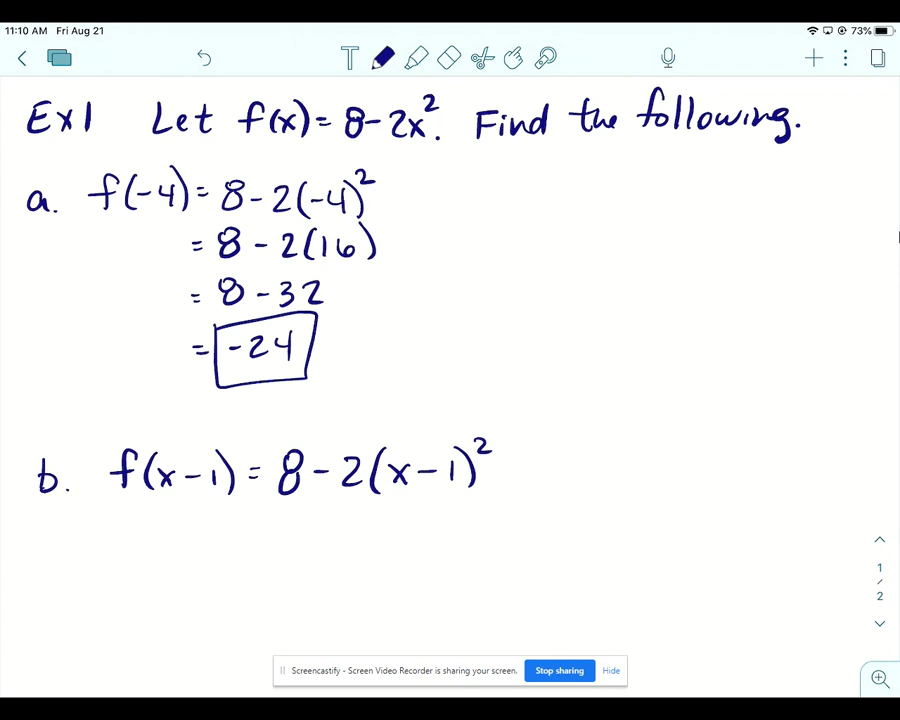 11:10 AM Fri Aug 21 73%
T
Ex1 Let f(x) = 8 - 2x². Find the following.
a. f(-4) = 8 - 2(-4)²
= 8 - 2(16)
= 8 - 32
= -24
b. f(x-1) = 8 - 2(x-1)²
1
/
2
Screencastify - Screen Video Recorder is sharing your screen. Stop sharing Hide